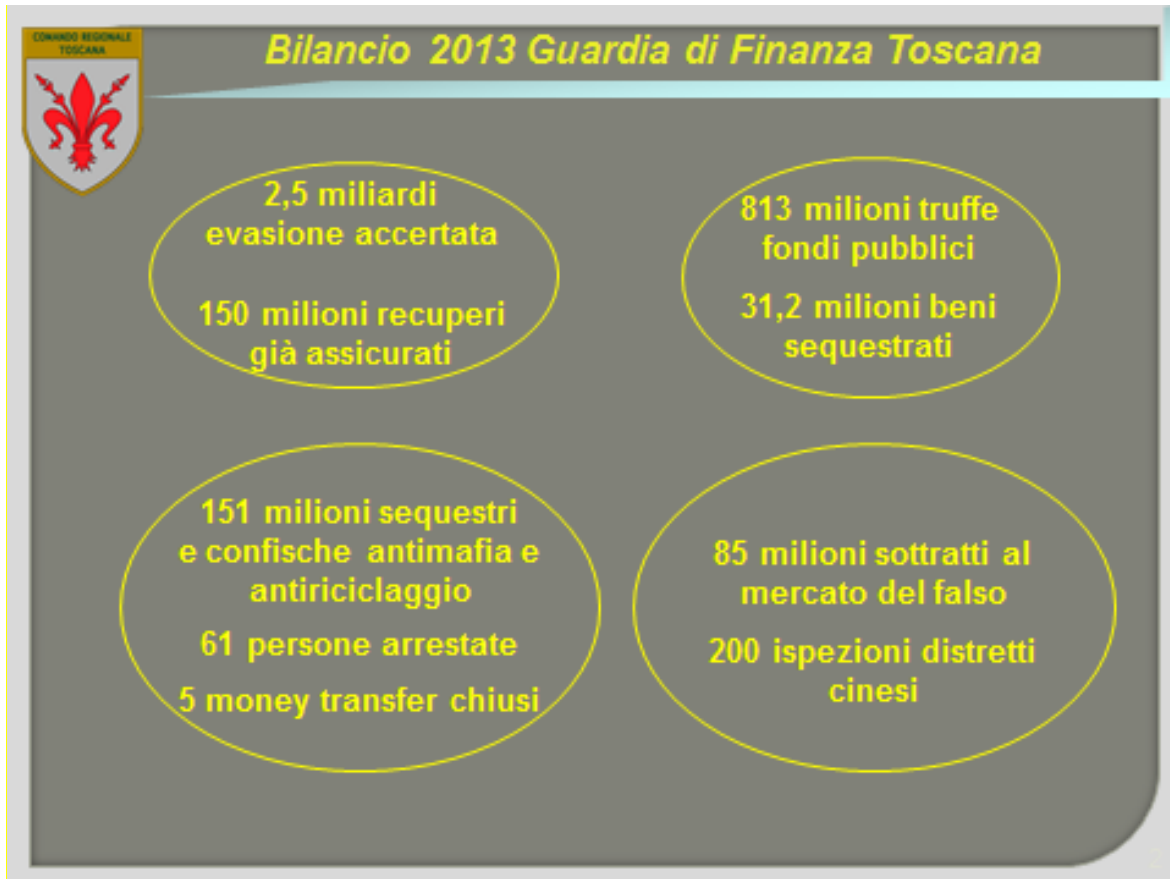 COMANDO REGIONALE
TOSCANA
Bilancio 2013 Guardia di Finanza Toscana
2,5 miliardi
evasione accertata
150 milioni recuperi
già assicurati
813 milioni truffe
fondi pubblici
31,2 milioni beni
sequestrati
151 milioni sequestri
e confische antimafia e
antiriciclaggio
61 persone arrestate
5 money transfer chiusi
85 milioni sottratti al
mercato del falso
200 ispezioni distretti
cinesi